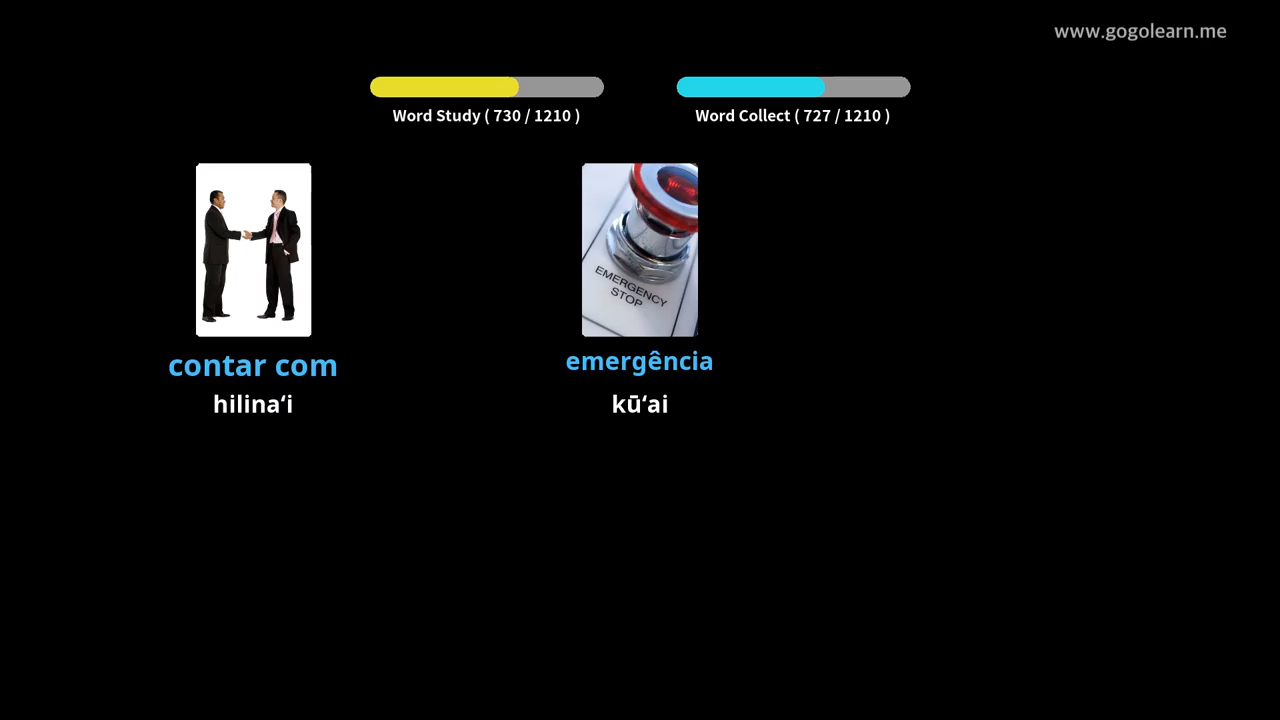 www.gogolearn.me
Word Study ( 730 / 1210 )
Word Collect ( 727 / 1210 )
EMERGENCY
STOP
contar com
emergência
hilinaʻi
kūʻai